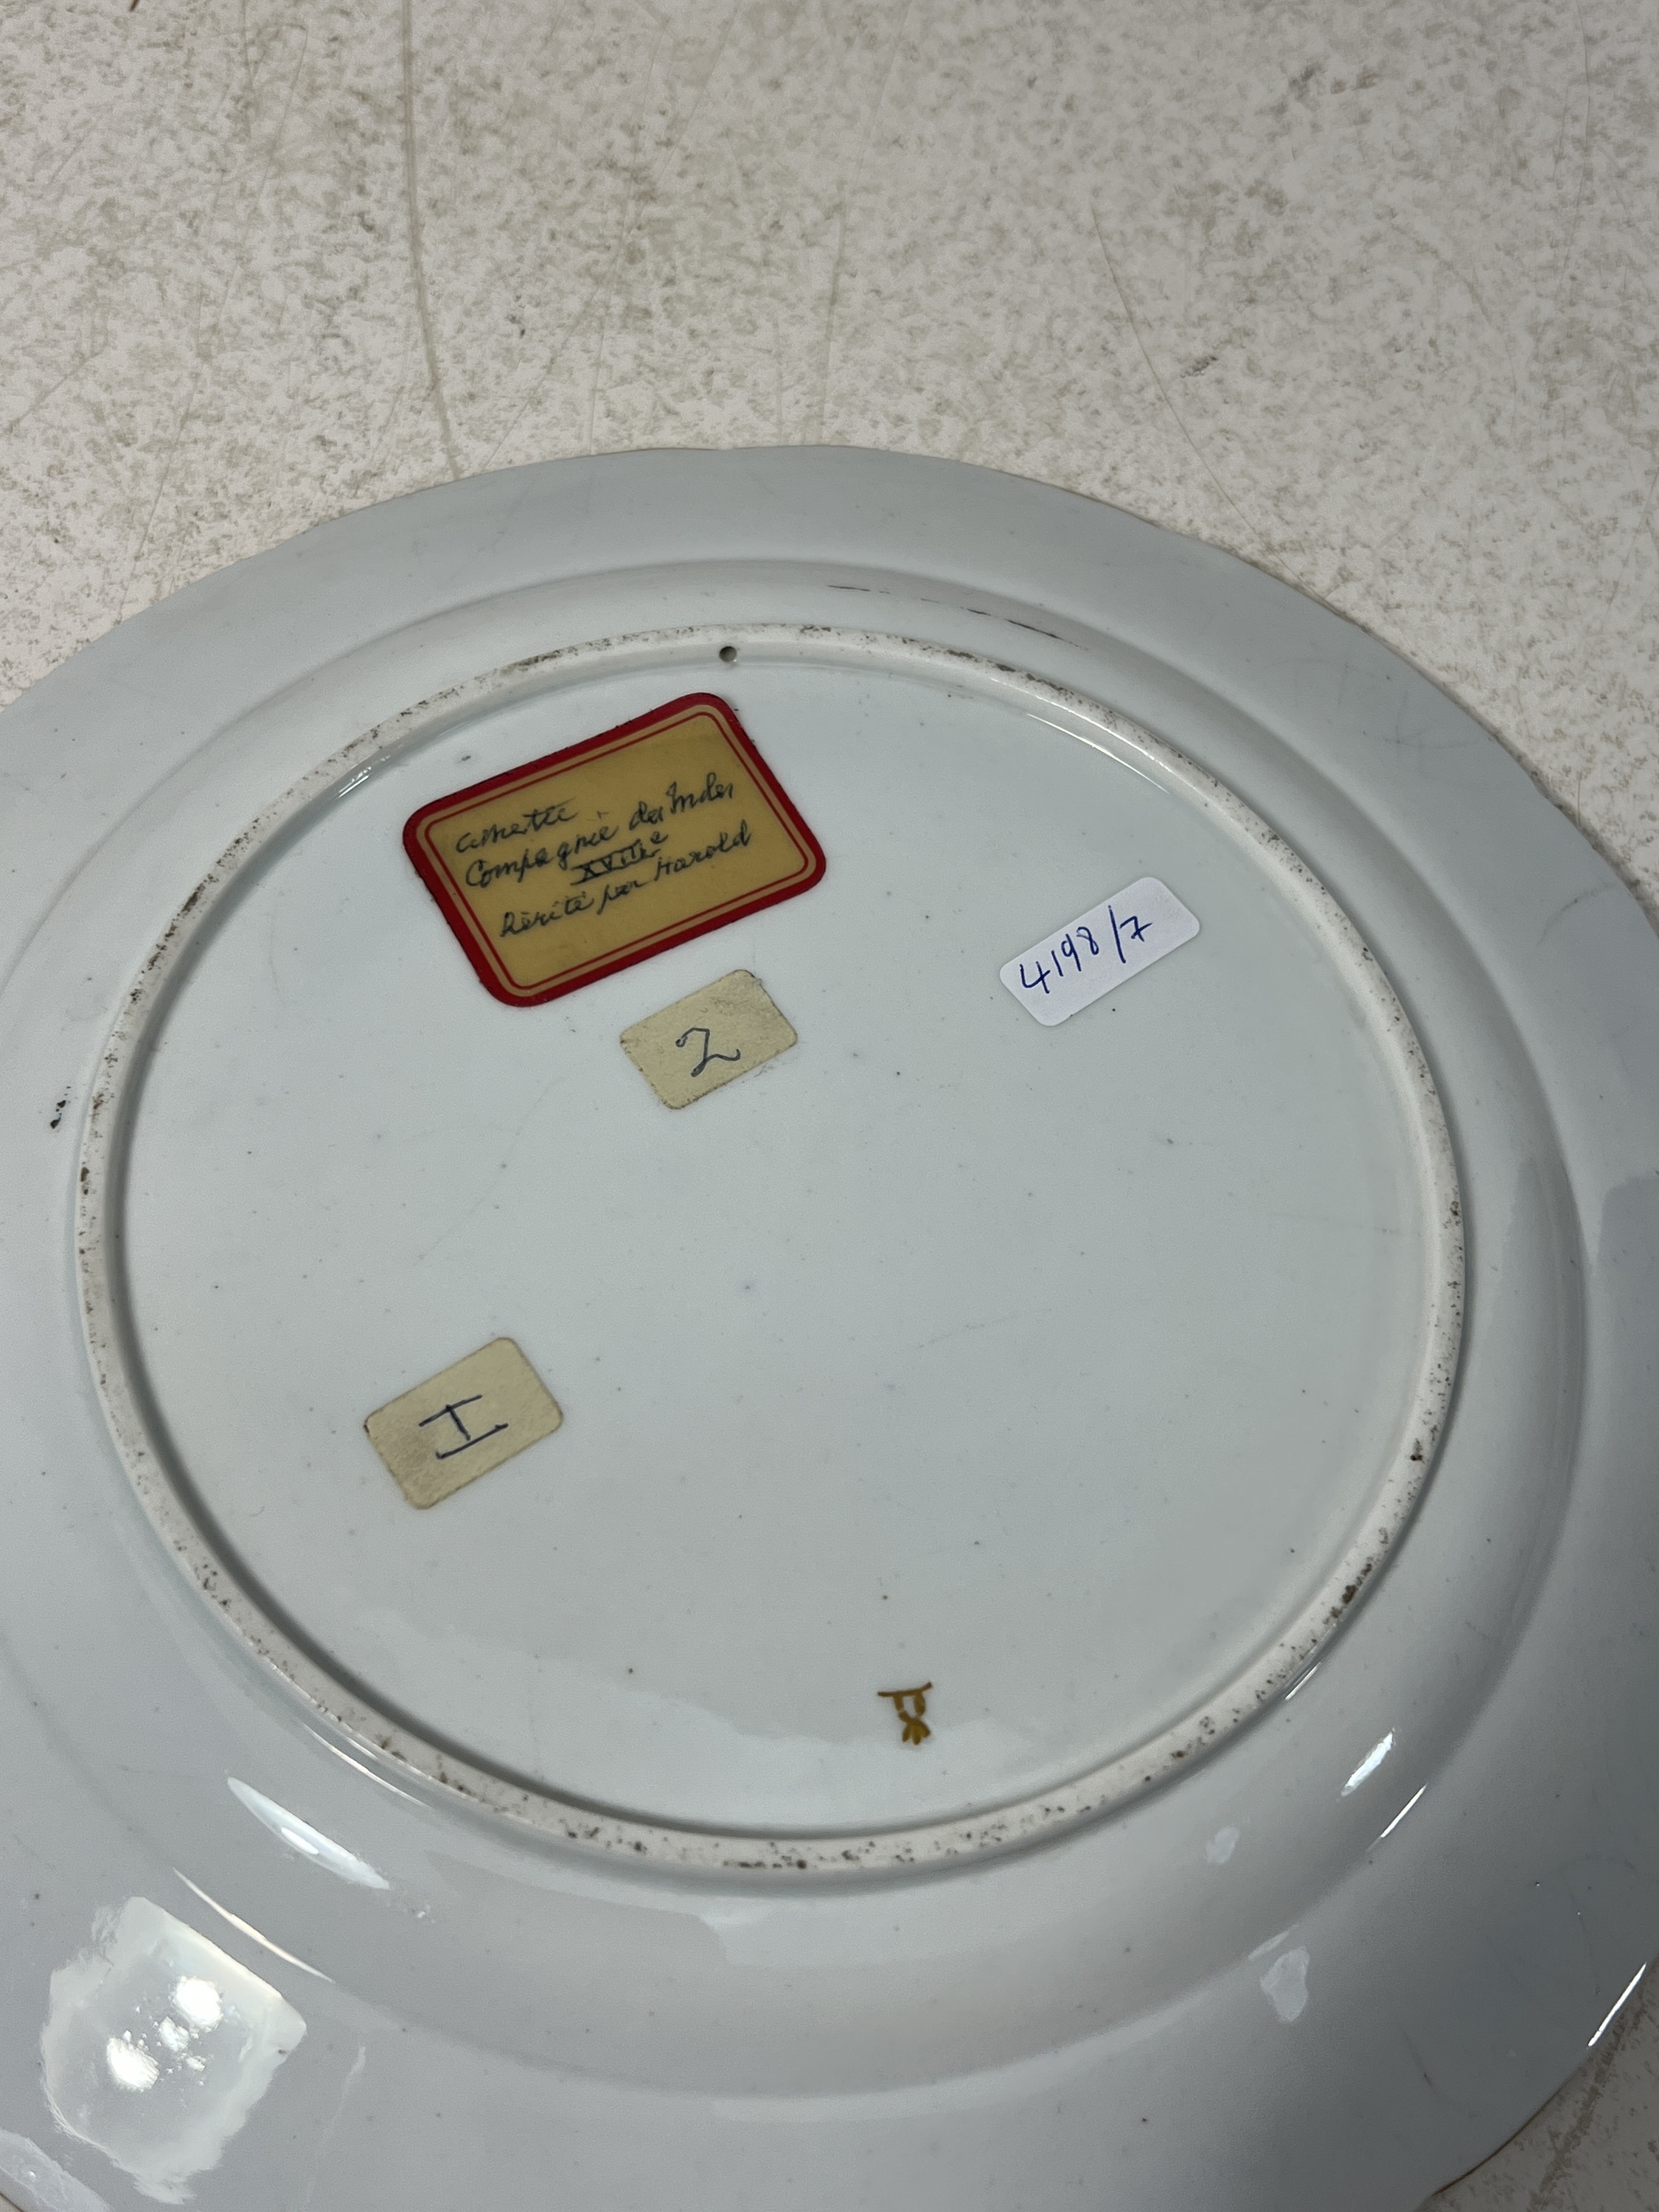 assiette
Compagnie des Indes
XVIIIe
Hérité par Harold
4198/7
2
I